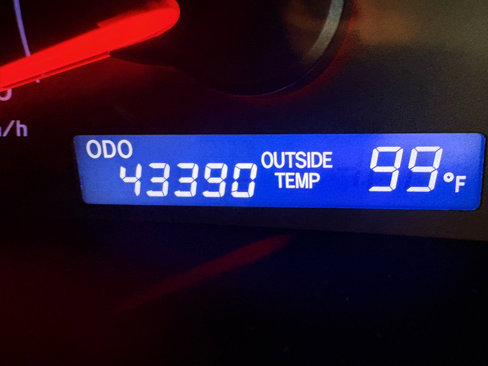 /h
ODO
43390
OUTSIDE
TEMP
99°F